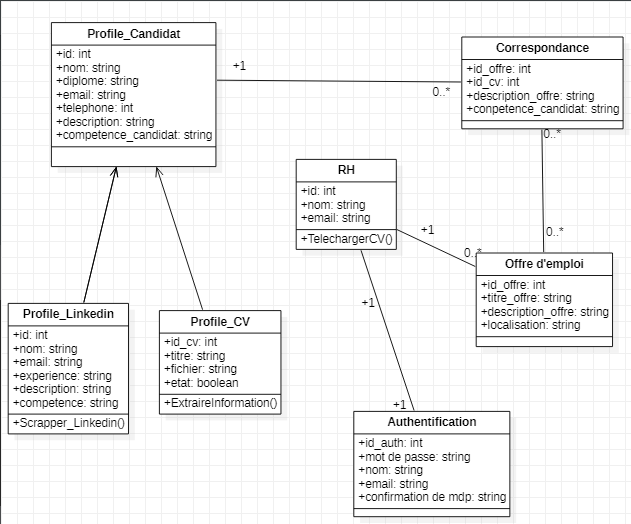 Profile_Candidat
+id: int
+nom: string
+diplome: string
+email: string
+telephone: int
+description: string
+competence_candidat: string
+1
0..*
Correspondance
+id_offre: int
+id_cv: int
+description_offre: string
+conpetence_candidat: string
0..*
0..*
RH
+id: int
+nom: string
+email: string
+TelechargerCV()
+1
0..*
+1
+1
Offre d'emploi
+id_offre: int
+titre_offre: string
+description_offre: string
+localisation: string
Profile_Linkedin
+id: int
+nom: string
+email: string
+experience: string
+description: string
+competence: string
+Scrapper_Linkedin()
Profile_CV
+id_cv: int
+titre: string
+fichier: string
+etat: boolean
+ExtraireInformation()
Authentification
+id_auth: int
+mot de passe: string
+nom: string
+email: string
+confirmation de mdp: string